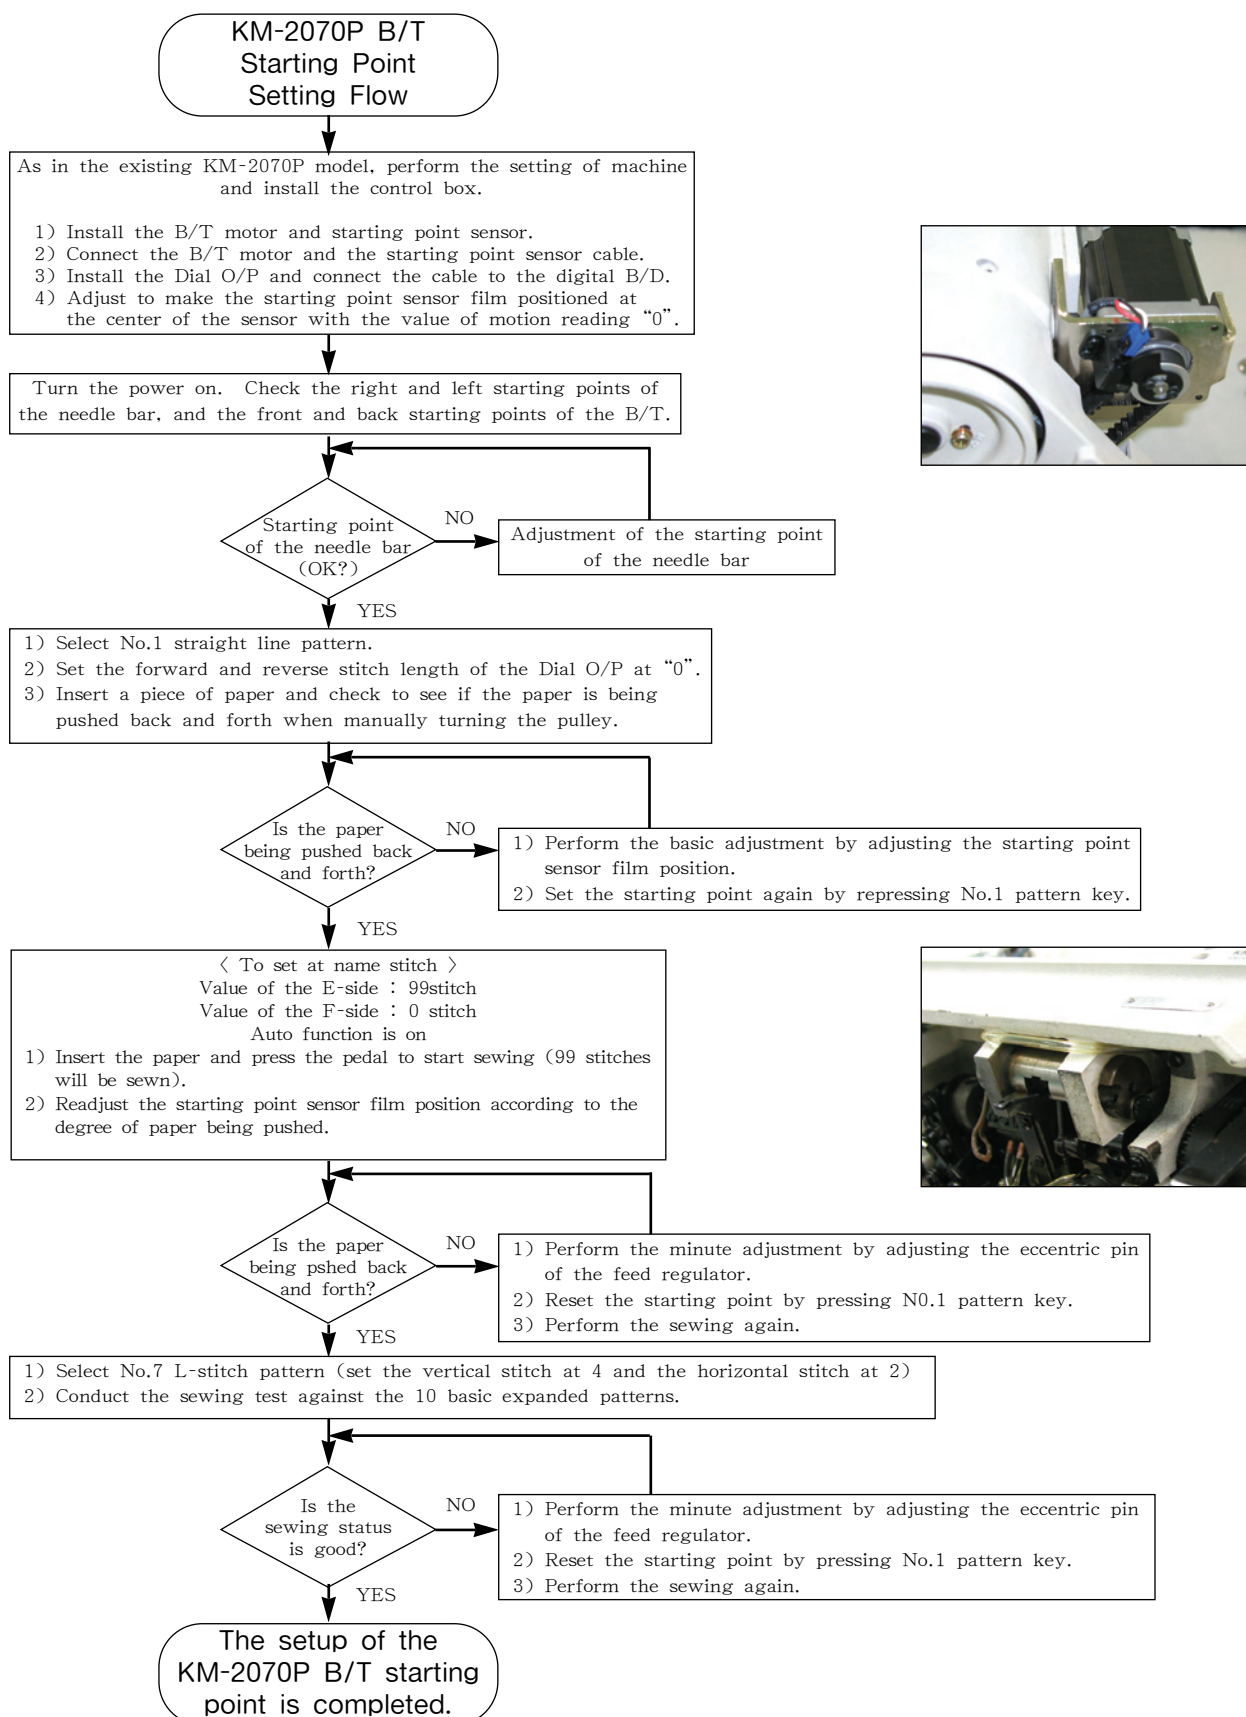 KM-2070P B/T
Starting Point
Setting Flow
As in the existing KM-2070P model, perform the setting of machine
and install the control box.
1) Install the B/T motor and starting point sensor.
2) Connect the B/T motor and the starting point sensor cable.
3) Install the Dial O/P and connect the cable to the digital B/D.
4) Adjust to make the starting point sensor film positioned at
the center of the sensor with the value of motion reading “0”.
Turn the power on. Check the right and left starting points of
the needle bar, and the front and back starting points of the B/T.
Starting point
of the needle bar
(OK?)
NO
Adjustment of the starting point
of the needle bar
YES
1) Select No.1 straight line pattern.
2) Set the forward and reverse stitch length of the Dial O/P at “0”.
3) Insert a piece of paper and check to see if the paper is being
pushed back and forth when manually turning the pulley.
Is the paper
being pushed back
and forth?
NO
1) Perform the basic adjustment by adjusting the starting point
sensor film position.
2) Set the starting point again by repressing No.1 pattern key.
YES
〈 To set at name stitch 〉
Value of the E-side : 99stitch
Value of the F-side : 0 stitch
Auto function is on
1) Insert the paper and press the pedal to start sewing (99 stitches
will be sewn).
2) Readjust the starting point sensor film position according to the
degree of paper being pushed.
Is the paper
being pshed back
and forth?
NO
1) Perform the minute adjustment by adjusting the eccentric pin
of the feed regulator.
2) Reset the starting point by pressing N0.1 pattern key.
3) Perform the sewing again.
YES
1) Select No.7 L-stitch pattern (set the vertical stitch at 4 and the horizontal stitch at 2)
2) Conduct the sewing test against the 10 basic expanded patterns.
Is the
sewing status
is good?
NO
1) Perform the minute adjustment by adjusting the eccentric pin
of the feed regulator.
2) Reset the starting point by pressing No.1 pattern key.
3) Perform the sewing again.
YES
The setup of the
KM-2070P B/T starting
point is completed.